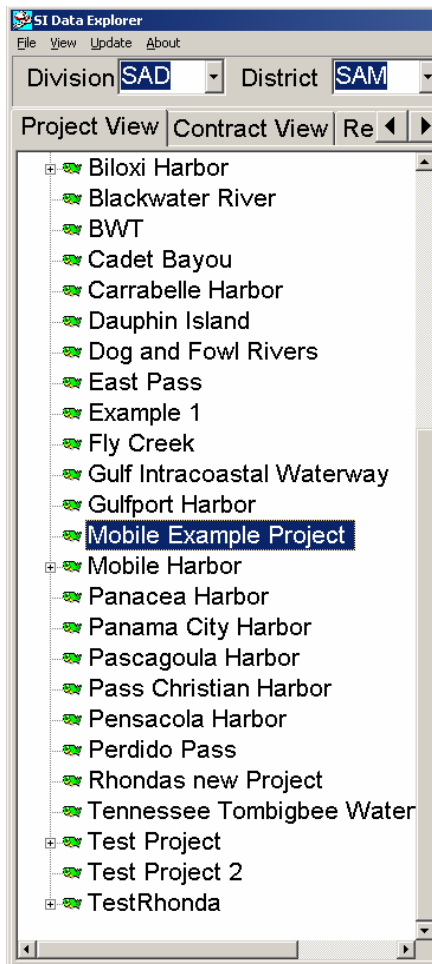 SI Data Explorer
File View Update About
Division SAD District SAM
Project View Contract View Re
Biloxi Harbor
Blackwater River
BWT
Cadet Bayou
Carrabelle Harbor
Dauphin Island
Dog and Fowl Rivers
East Pass
Example 1
Fly Creek
Gulf Intracoastal Waterway
Gulfport Harbor
Mobile Example Project
Mobile Harbor
Panacea Harbor
Panama City Harbor
Pascagoula Harbor
Pass Christian Harbor
Pensacola Harbor
Perdido Pass
Rhondas new Project
Tennessee Tombigbee Water
Test Project
Test Project 2
TestRhonda